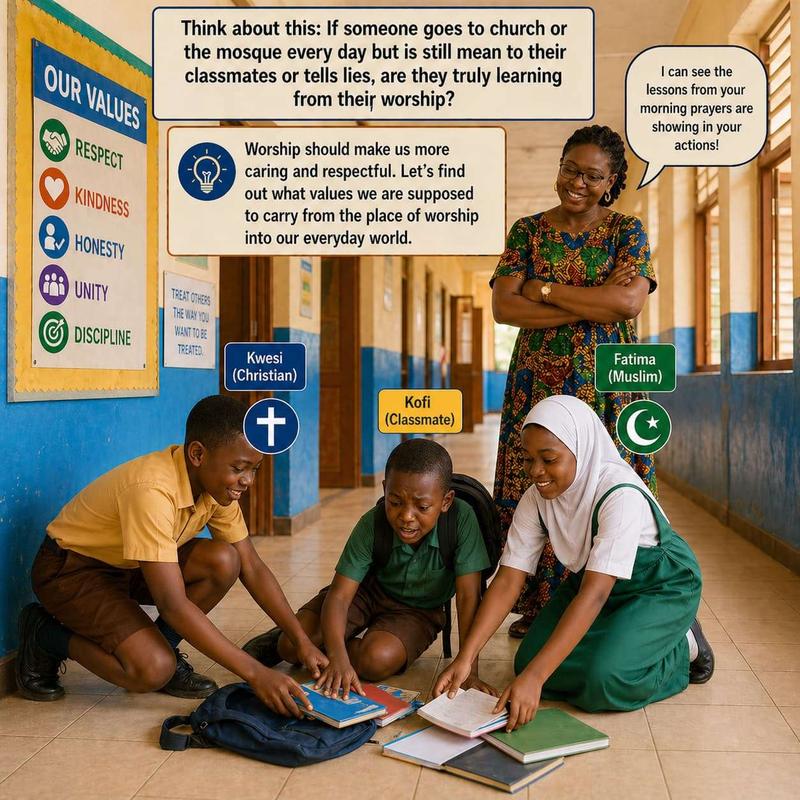 Think about this: If someone goes to church or
the mosque every day but is still mean to their
classmates or tells lies, are they truly learning
from their worship?
Worship should make us more
caring and respectful. Let's find
out what values we are supposed
to carry from the place of worship
into our everyday world.
I can see the
lessons from your
morning prayers are
showing in your
actions!
OUR VALUES
RESPECT
KINDNESS
HONESTY
UNITY
DISCIPLINE
TREAT OTHERS
THE WAY YOU
WANT TO BE
TREATED.
Kwesi
(Christian)
Kofi
(Classmate)
Fatima
(Muslim)